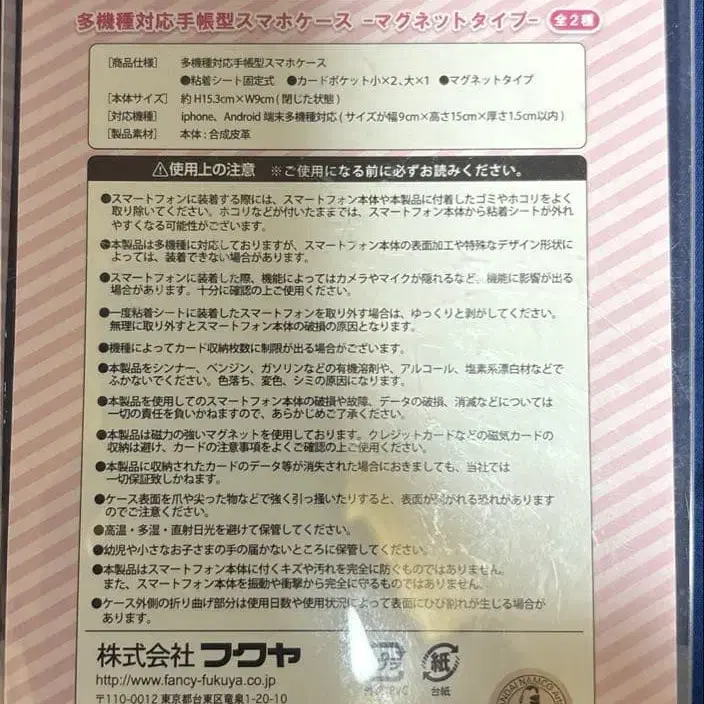 多機種対応手帳型スマホケース -マグネットタイプ- 全2種
[商品仕様] 多機種対応手帳型スマホケース
●粘着シート固定式 ●カードポケット小×2、大×1 ●マグネットタイプ
[本体サイズ] 約H15.3cm×W9cm(閉じた状態)
[対応機種] iphone、Android 端末多機種対応(サイズが幅9cm×高さ15cm×厚さ1.5cm以内)
[製品素材] 本体:合成皮革
⚠使用上の注意 ※ご使用になる前に必ずお読みください。
●スマートフォンに装着する際には、スマートフォン本体や本製品に付着したゴミやホコリをよく
取り除いてください。ホコリなどが付いたままでは、スマートフォン本体から粘着シートが外れ
やすくなる可能性がございます。
●本製品は多機種に対応しておりますが、スマートフォン本体の表面加工や特殊なデザイン形状に
よっては、装着できない場合があります。
●スマートフォンに装着した際、機能によってはカメラやマイクが隠れるなど、機能に影響が出る
場合があります。十分に確認の上ご使用ください。
●一度粘着シートに装着したスマートフォンを取り外す場合は、ゆっくりと剥がしてください。
無理に取り外すとスマートフォン本体の破損の原因となります。
●機種によってカード収納枚数に制限が出る場合がございます。
●本製品をシンナー、ベンジン、ガソリンなどの有機溶剤や、アルコール、塩素系漂白材などで
ふかないでください。色落ち、変色、シミの原因になります。
●本製品を使用してのスマートフォン本体の破損や故障、データの破損、消滅などについては
一切の責任を負いかねますので、あらかじめご了承ください。
●本製品は磁力の強いマグネットを使用しております。クレジットカードなどの磁気カードの
収納は避け、カードの注意事項をよくご確認の上ご使用ください。
●本製品に収納されたカードのデータ等が消失された場合におきましても、当社では
一切保証致しかねます。
●ケース表面を爪や尖った物などで強く引っ掻いたりすると、表面が剥がれる恐れがあります
のでご注意ください。
●高温・多湿・直射日光を避けて保管してください。
●幼児や小さなお子さまの手の届かないところに保管してください。
●本製品はスマートフォン本体に付くキズや汚れを完全に防ぐものではありません。
また、スマートフォン本体を振動や衝撃から完全に守るものではありません。
●ケース外側の折り曲げ部分は使用日数や使用状況によって表面にひび割れが生じる場合が
あります。
株式会社フクヤ
http://www.fancy-fukuya.co.jp
〒110-0012 東京都台東区竜泉1-20-10
プラ
PVC
紙
台紙
BANDAI NAMCO